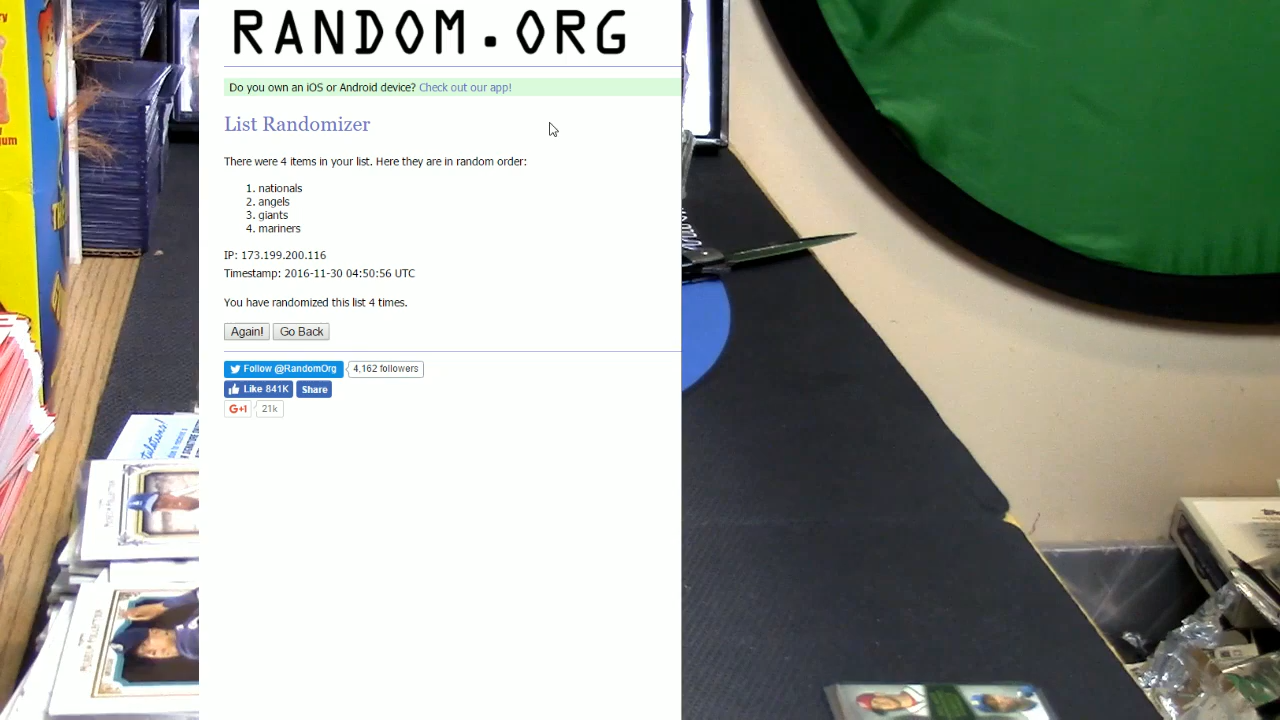 RANDOM.ORG
Do you own an iOS or Android device? Check out our app!
List Randomizer
There were 4 items in your list. Here they are in random order:
1. nationals
2. angels
3. giants
4. mariners
IP: 173.199.200.116
Timestamp: 2016-11-30 04:50:56 UTC
You have randomized this list 4 times.
Again! Go Back
Follow @RandomOrg 4,162 followers
Like 841K Share
G+1 21k